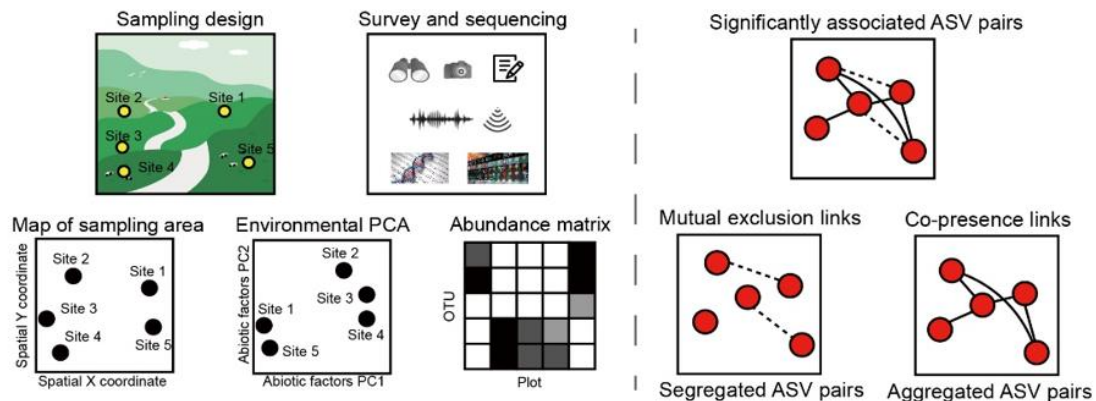 Sampling design
Survey and sequencing
Significantly associated ASV pairs
Site 2
Site 1
Site 3
Site 4
Site 5
Map of sampling area
Environmental PCA
Abundance matrix
Mutual exclusion links
Co-presence links
Spatial Y coordinate
Site 2
Site 1
Site 3
Site 4
Site 5
Spatial X coordinate
Abiotic factors PC2
Site 2
Site 1
Site 3
Site 4
Site 5
Abiotic factors PC1
OTU
Plot
Segregated ASV pairs
Aggregated ASV pairs